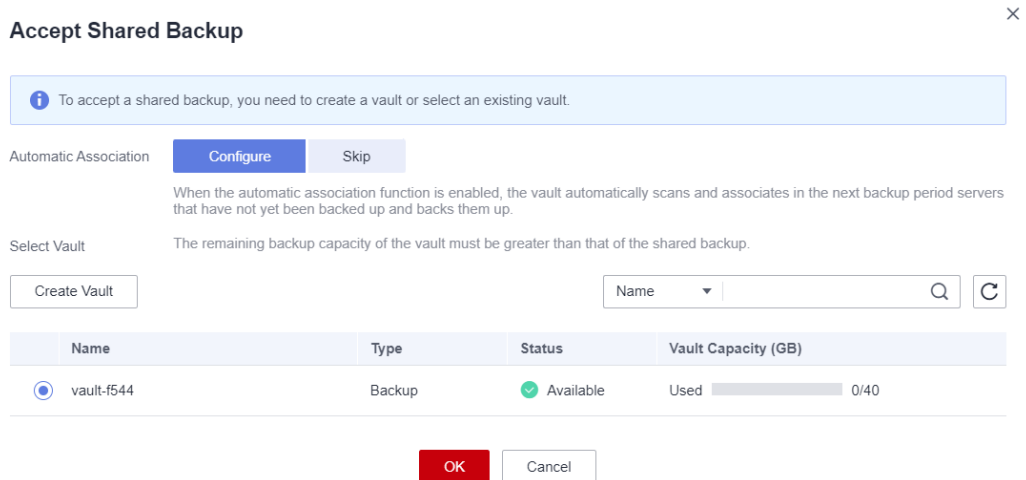 Accept Shared Backup
To accept a shared backup, you need to create a vault or select an existing vault.
Automatic Association Configure Skip
When the automatic association function is enabled, the vault automatically scans and associates in the next backup period servers
that have not yet been backed up and backs them up.
Select Vault The remaining backup capacity of the vault must be greater than that of the shared backup.
Create Vault Name
Name Type Status Vault Capacity (GB)
vault-f544 Backup Available Used 0/40
OK Cancel